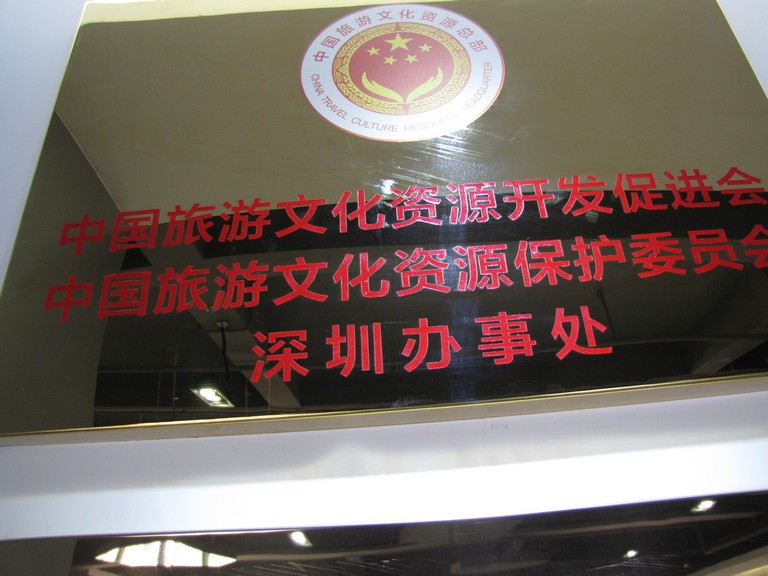 中国旅游文化资源总部
CHINA TRAVEL CULTURE RESOURCE HEADQUARTER
中国旅游文化资源开发促进会
中国旅游文化资源保护委员会
深圳办事处